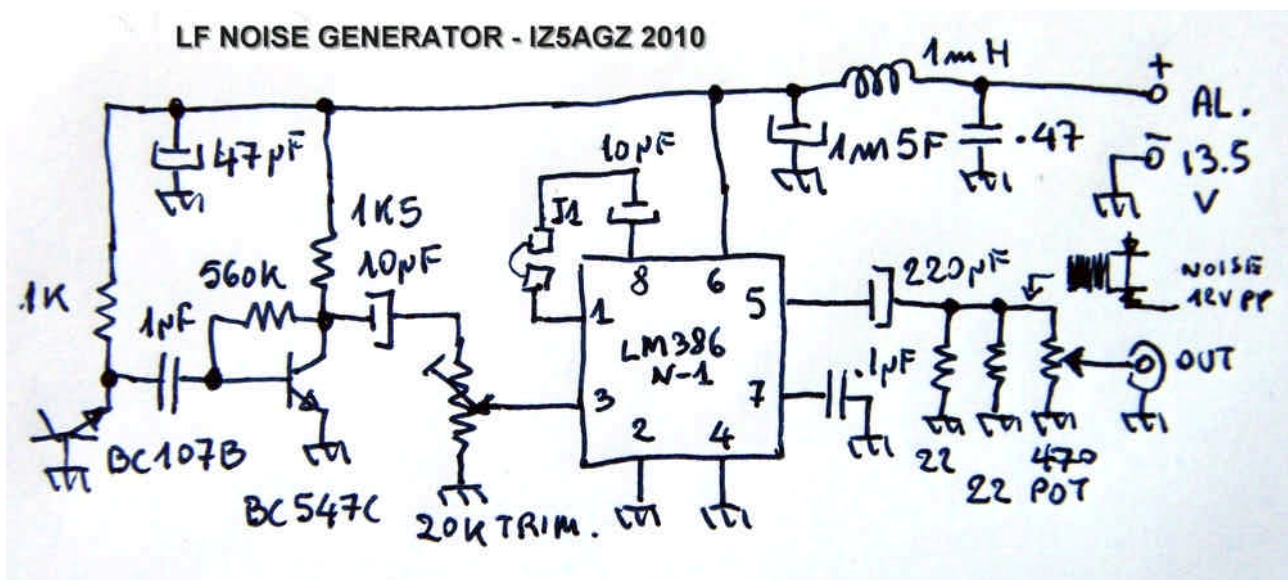 LF NOISE GENERATOR - IZ5AGZ 2010
1mH
+
AL.
-
13.5
V
47µF
10µF
1m5F
.47
J1
1K5
560K
10µF
1K
1µF
8
6
5
220µF
NOISE
12V PP
1
LM386
N-1
.1µF
OUT
3
7
2
4
BC107B
22
470
22 POT
BC547C
20K TRIM.